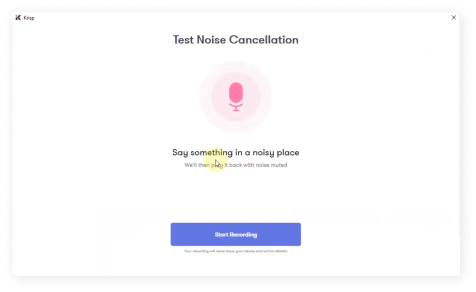 Krisp
Test Noise Cancellation
Say something in a noisy place
We'll then play it back with noise muted
Start Recording
Your recording will never leave your device and will be deleted